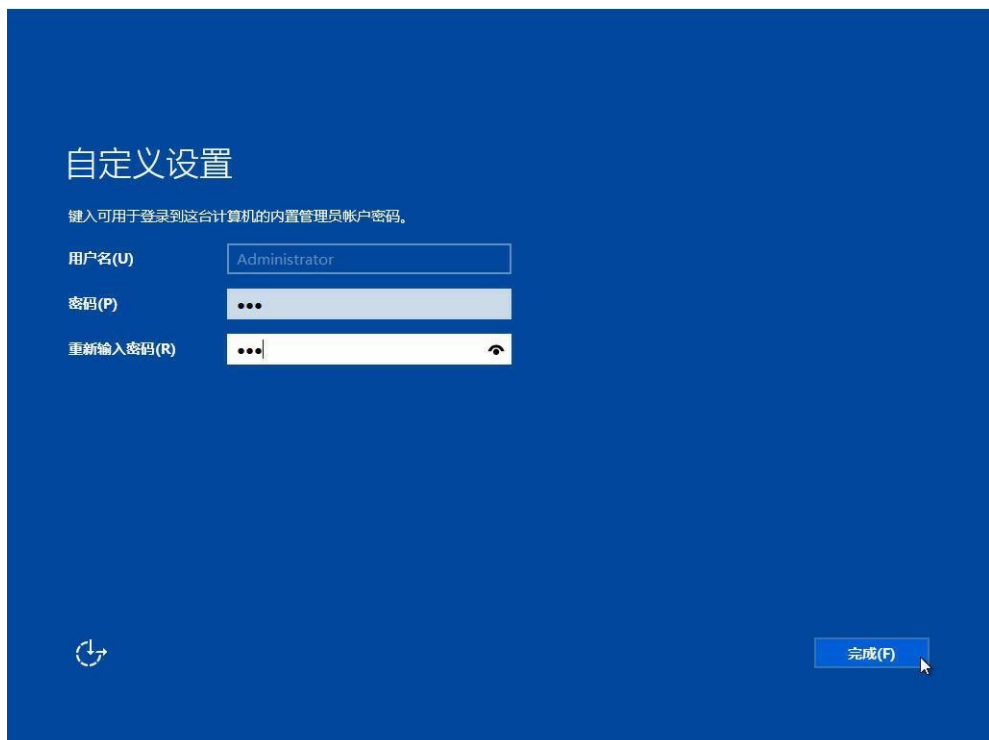 自定义设置
键入可用于登录到这台计算机的内置管理员帐户密码。
用户名(U)
Administrator
密码(P)
•••
重新输入密码(R)
•••
完成(F)